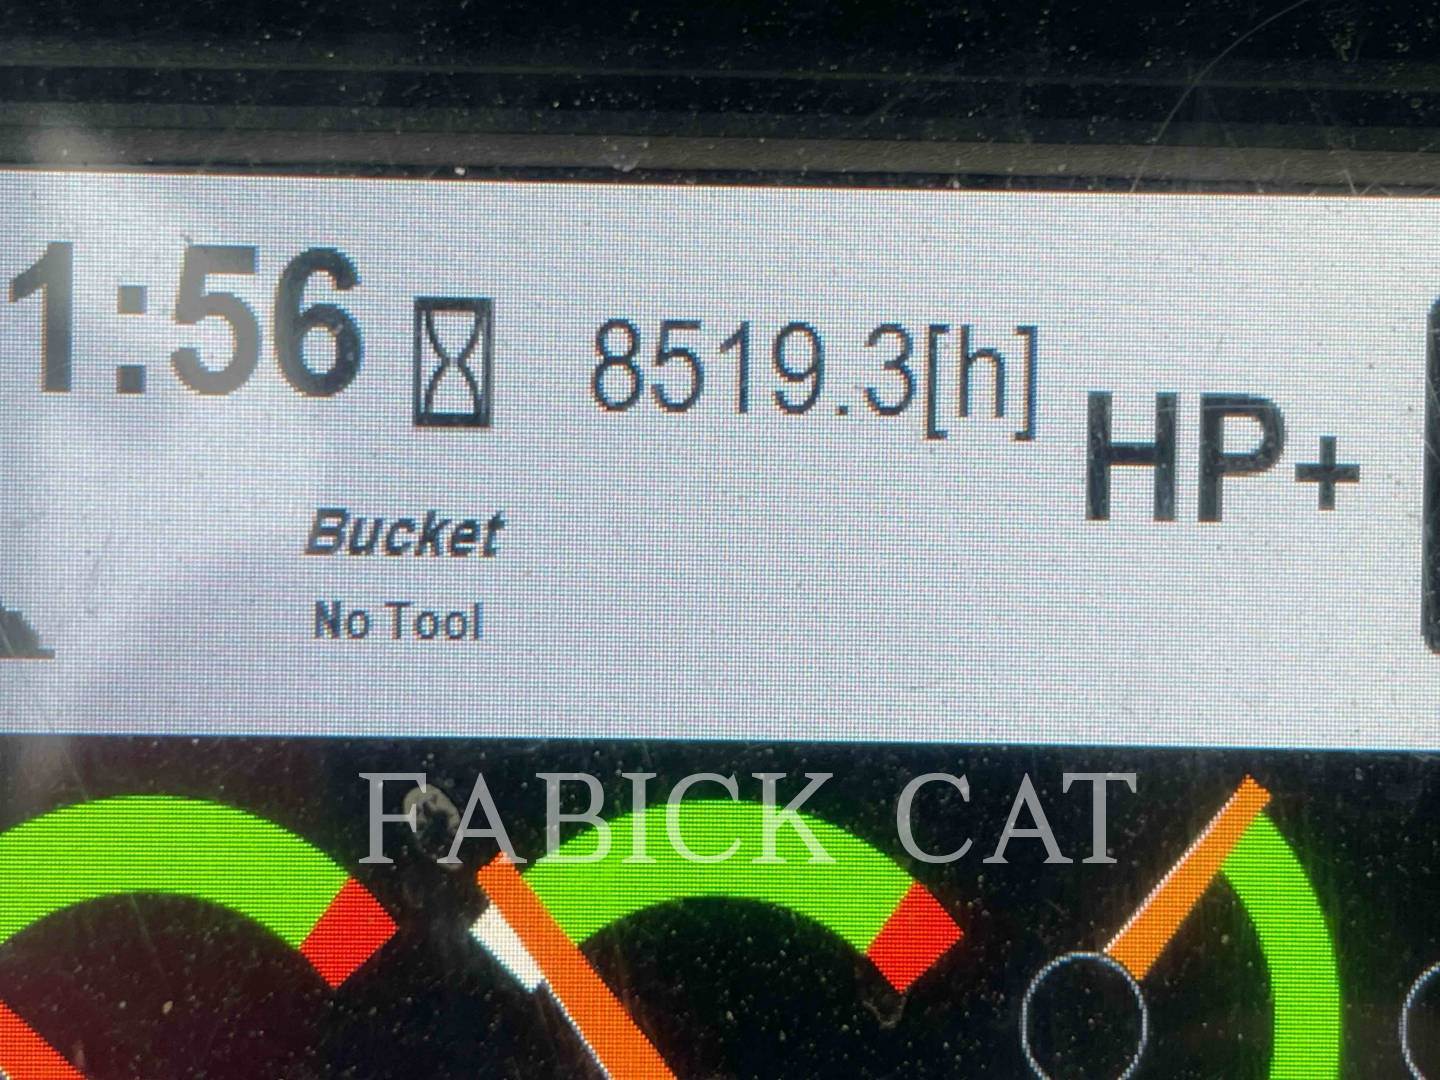 1:56 8519.3[h] HP+
Bucket
No Tool
FABICK CAT